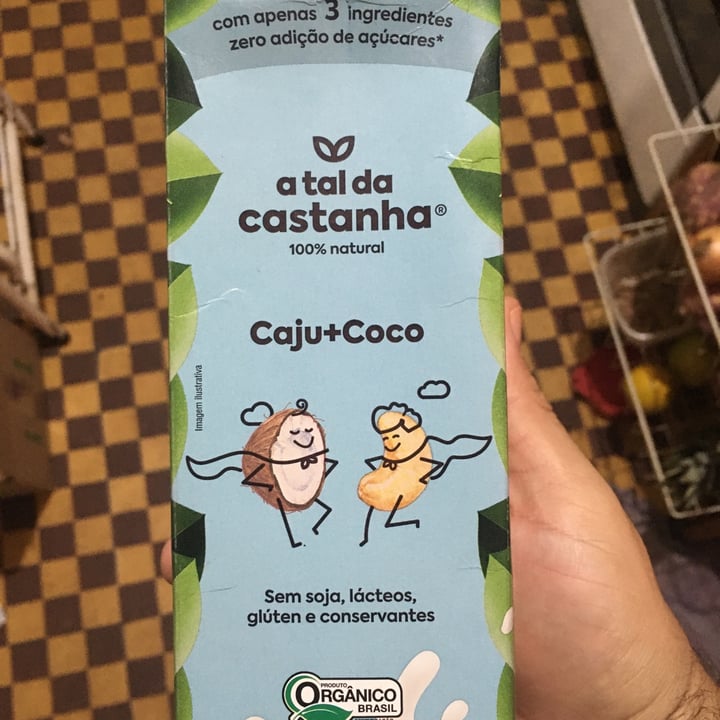 com apenas 3 ingredientes
zero adição de açúcares*
a tal da
castanha®
100% natural
Caju+Coco
Imagem ilustrativa
Sem soja, lácteos,
glúten e conservantes
PRODUTO
ORGÂNICO
BRASIL